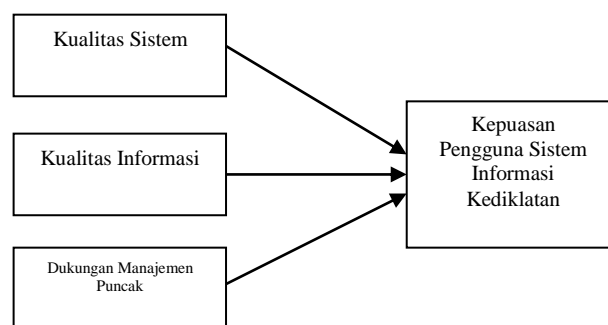 Kualitas Sistem
Kualitas Informasi
Dukungan Manajemen
Puncak
Kepuasan
Pengguna Sistem
Informasi
Kediklatan